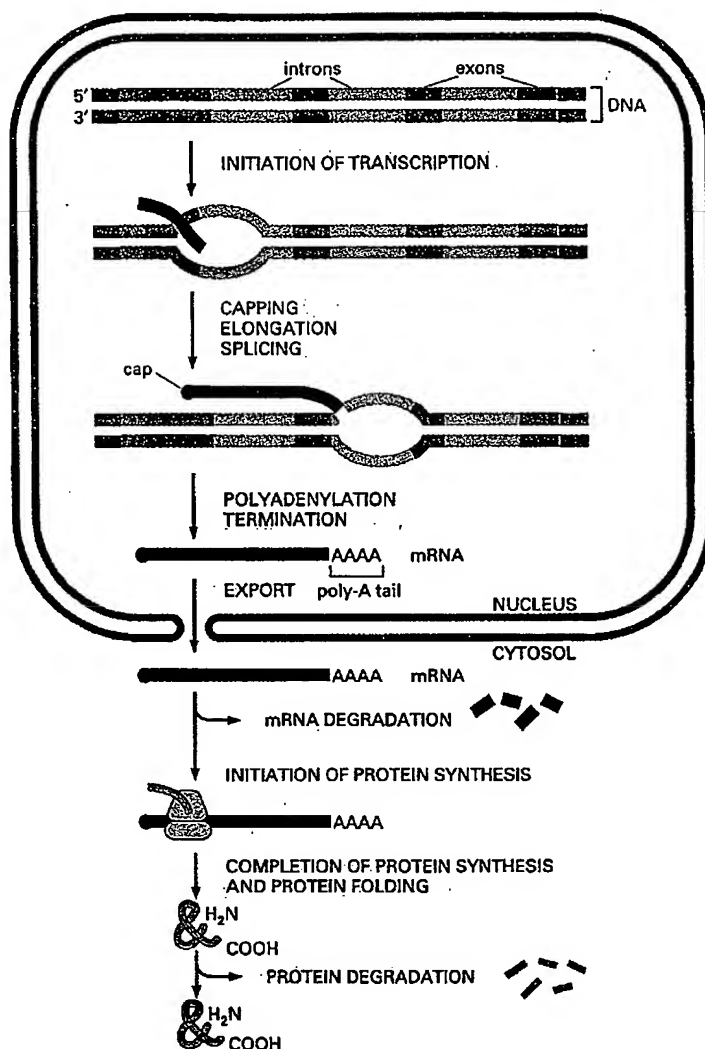 introns exons
5′
3′
DNA
INITIATION OF TRANSCRIPTION
CAPPING
ELONGATION
SPLICING
cap
POLYADENYLATION
TERMINATION
AAAA mRNA
EXPORT poly-A tail
NUCLEUS
CYTOSOL
AAAA mRNA
mRNA DEGRADATION
INITIATION OF PROTEIN SYNTHESIS
AAAA
COMPLETION OF PROTEIN SYNTHESIS
AND PROTEIN FOLDING
H₂N
COOH
PROTEIN DEGRADATION
H₂N
COOH